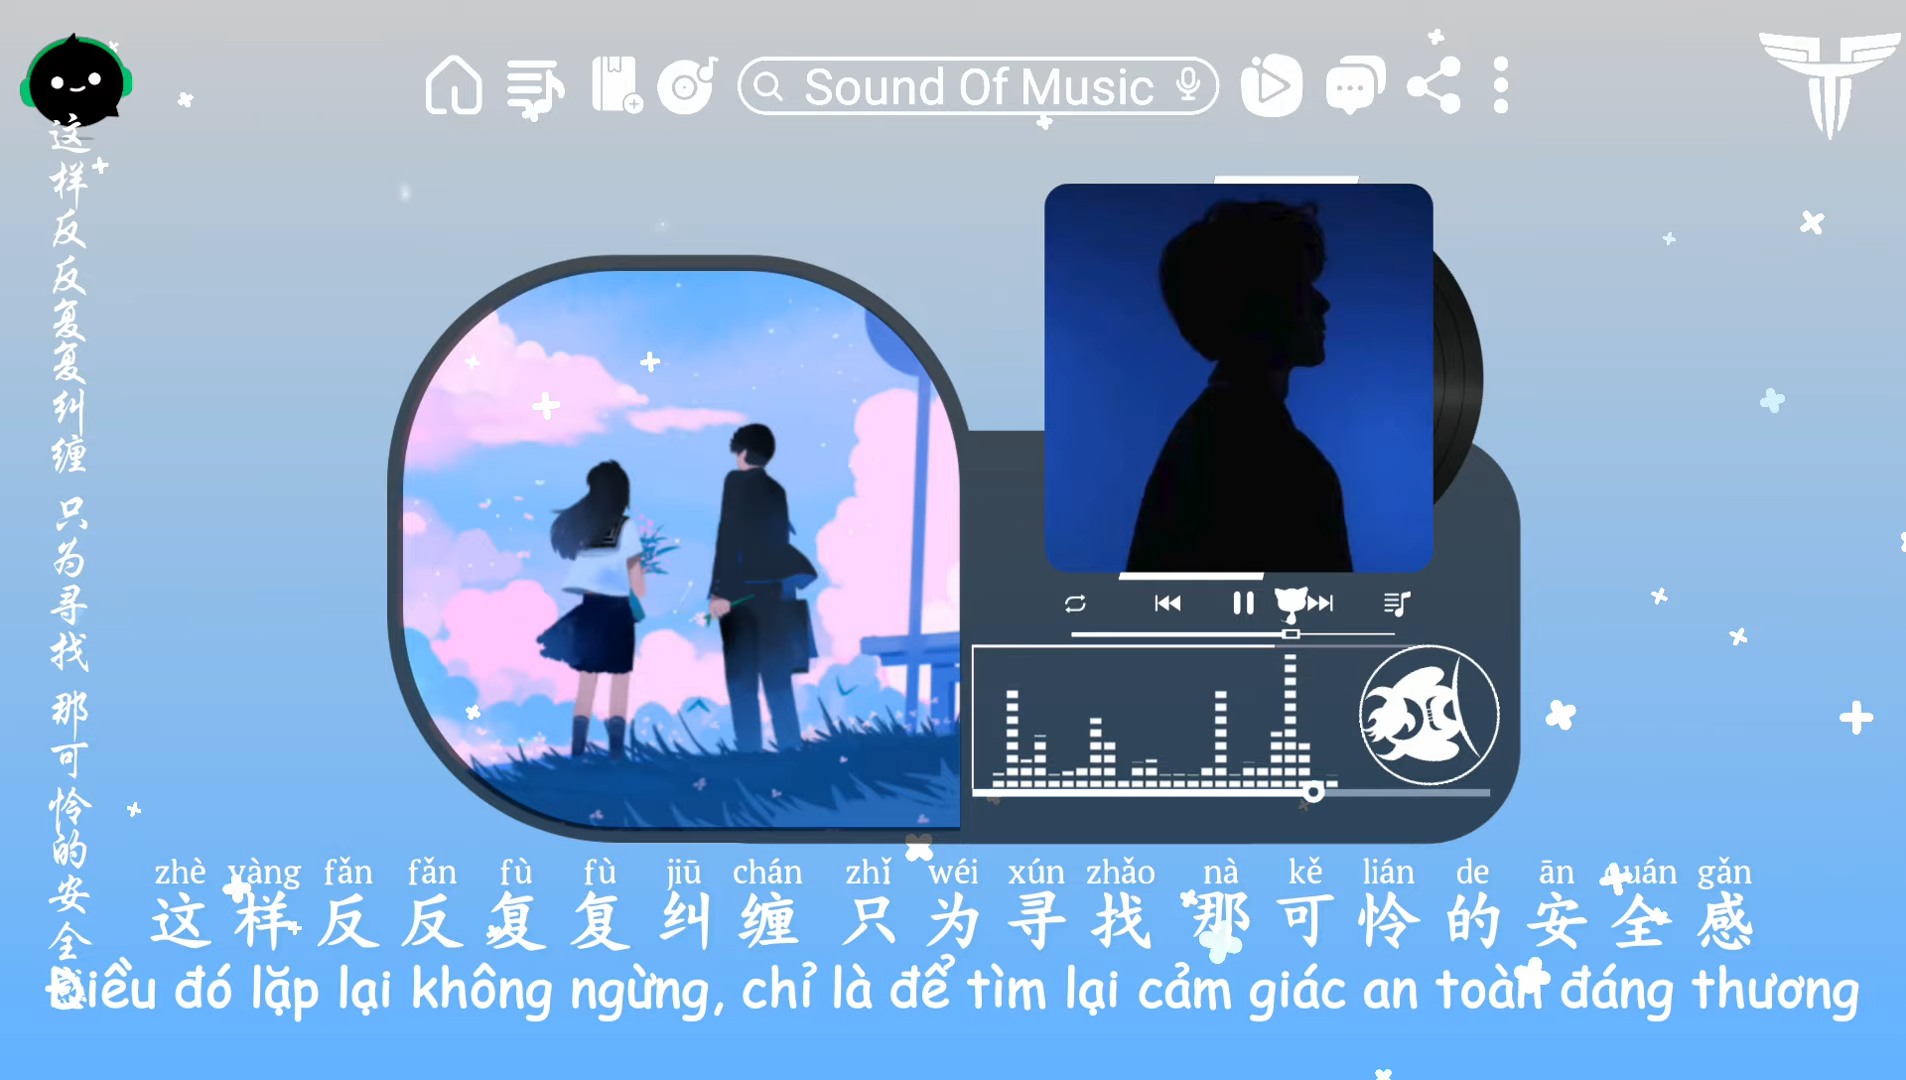 Sound Of Music
这样反反复复纠缠 只为寻找 那可怜的安全感
zhè yàng fǎn fǎn fù fù jiū chán zhǐ wéi xún zhǎo nà kě lián de ān quán gǎn
这样反反复复纠缠 只为寻找 那可怜的安全感
Điều đó lặp lại không ngừng, chỉ là để tìm lại cảm giác an toàn đáng thương